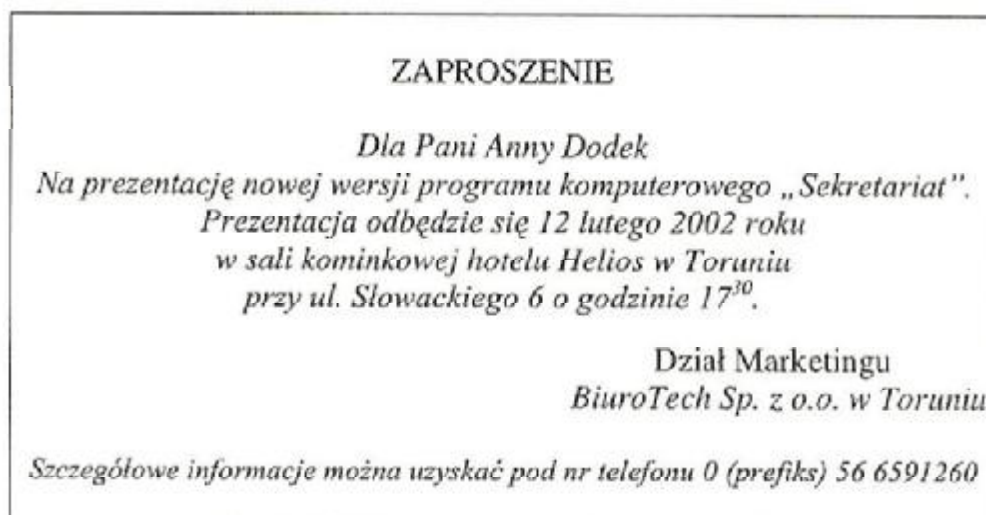 ZAPROSZENIE
Dla Pani Anny Dodek
Na prezentację nowej wersji programu komputerowego „Sekretariat”.
Prezentacja odbędzie się 12 lutego 2002 roku
w sali kominkowej hotelu Helios w Toruniu
przy ul. Słowackiego 6 o godzinie 17³⁰.
Dział Marketingu
BiuroTech Sp. z o.o. w Toruniu
Szczegółowe informacje można uzyskać pod nr telefonu 0 (prefiks) 56 6591260